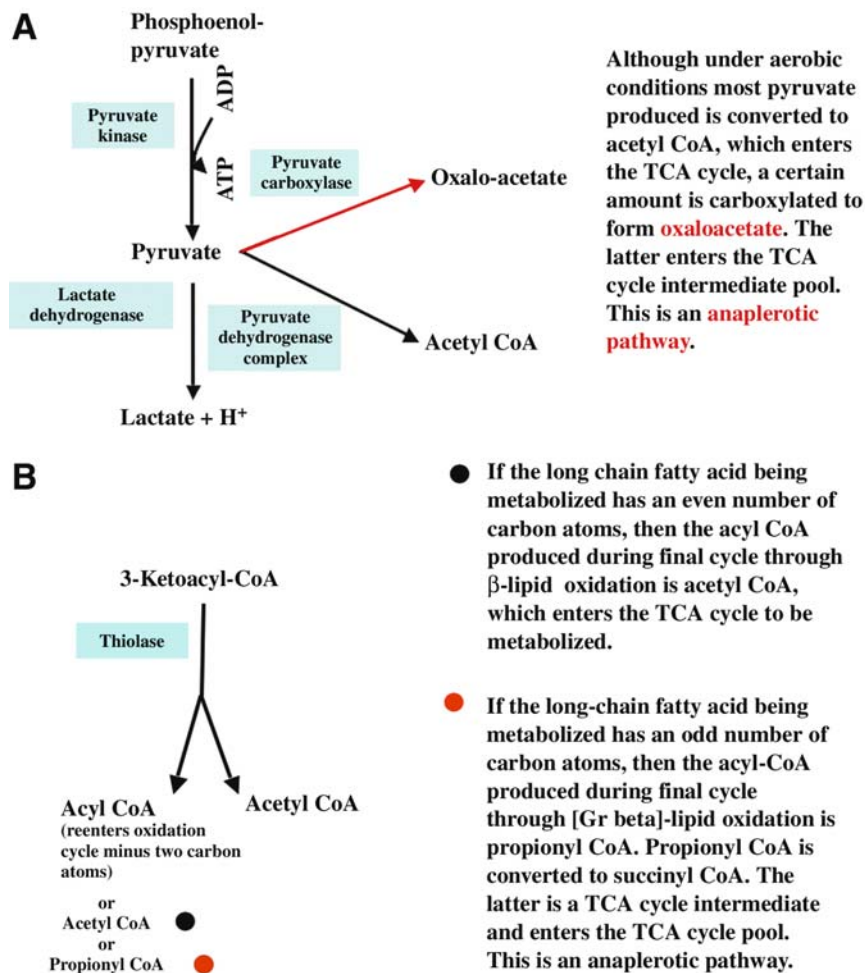 A
Phosphoenol-
pyruvate
ADP
Pyruvate
kinase
ATP
Pyruvate
carboxylase
Oxalo-acetate
Pyruvate
Lactate
dehydrogenase
Pyruvate
dehydrogenase
complex
Acetyl CoA
Lactate + H⁺
Although under aerobic
conditions most pyruvate
produced is converted to
acetyl CoA, which enters
the TCA cycle, a certain
amount is carboxylated to
form oxaloacetate. The
latter enters the TCA
cycle intermediate pool.
This is an anaplerotic
pathway.
B
3-Ketoacyl-CoA
Thiolase
Acyl CoA
(reenters oxidation
cycle minus two carbon
atoms)
Acetyl CoA
or
Acetyl CoA
or
Propionyl CoA
If the long chain fatty acid being
metabolized has an even number of
carbon atoms, then the acyl CoA
produced during final cycle through
β-lipid oxidation is acetyl CoA,
which enters the TCA cycle to be
metabolized.
If the long-chain fatty acid being
metabolized has an odd number of
carbon atoms, then the acyl-CoA
produced during final cycle
through [Gr beta]-lipid oxidation is
propionyl CoA. Propionyl CoA is
converted to succinyl CoA. The
latter is a TCA cycle intermediate
and enters the TCA cycle pool.
This is an anaplerotic pathway.